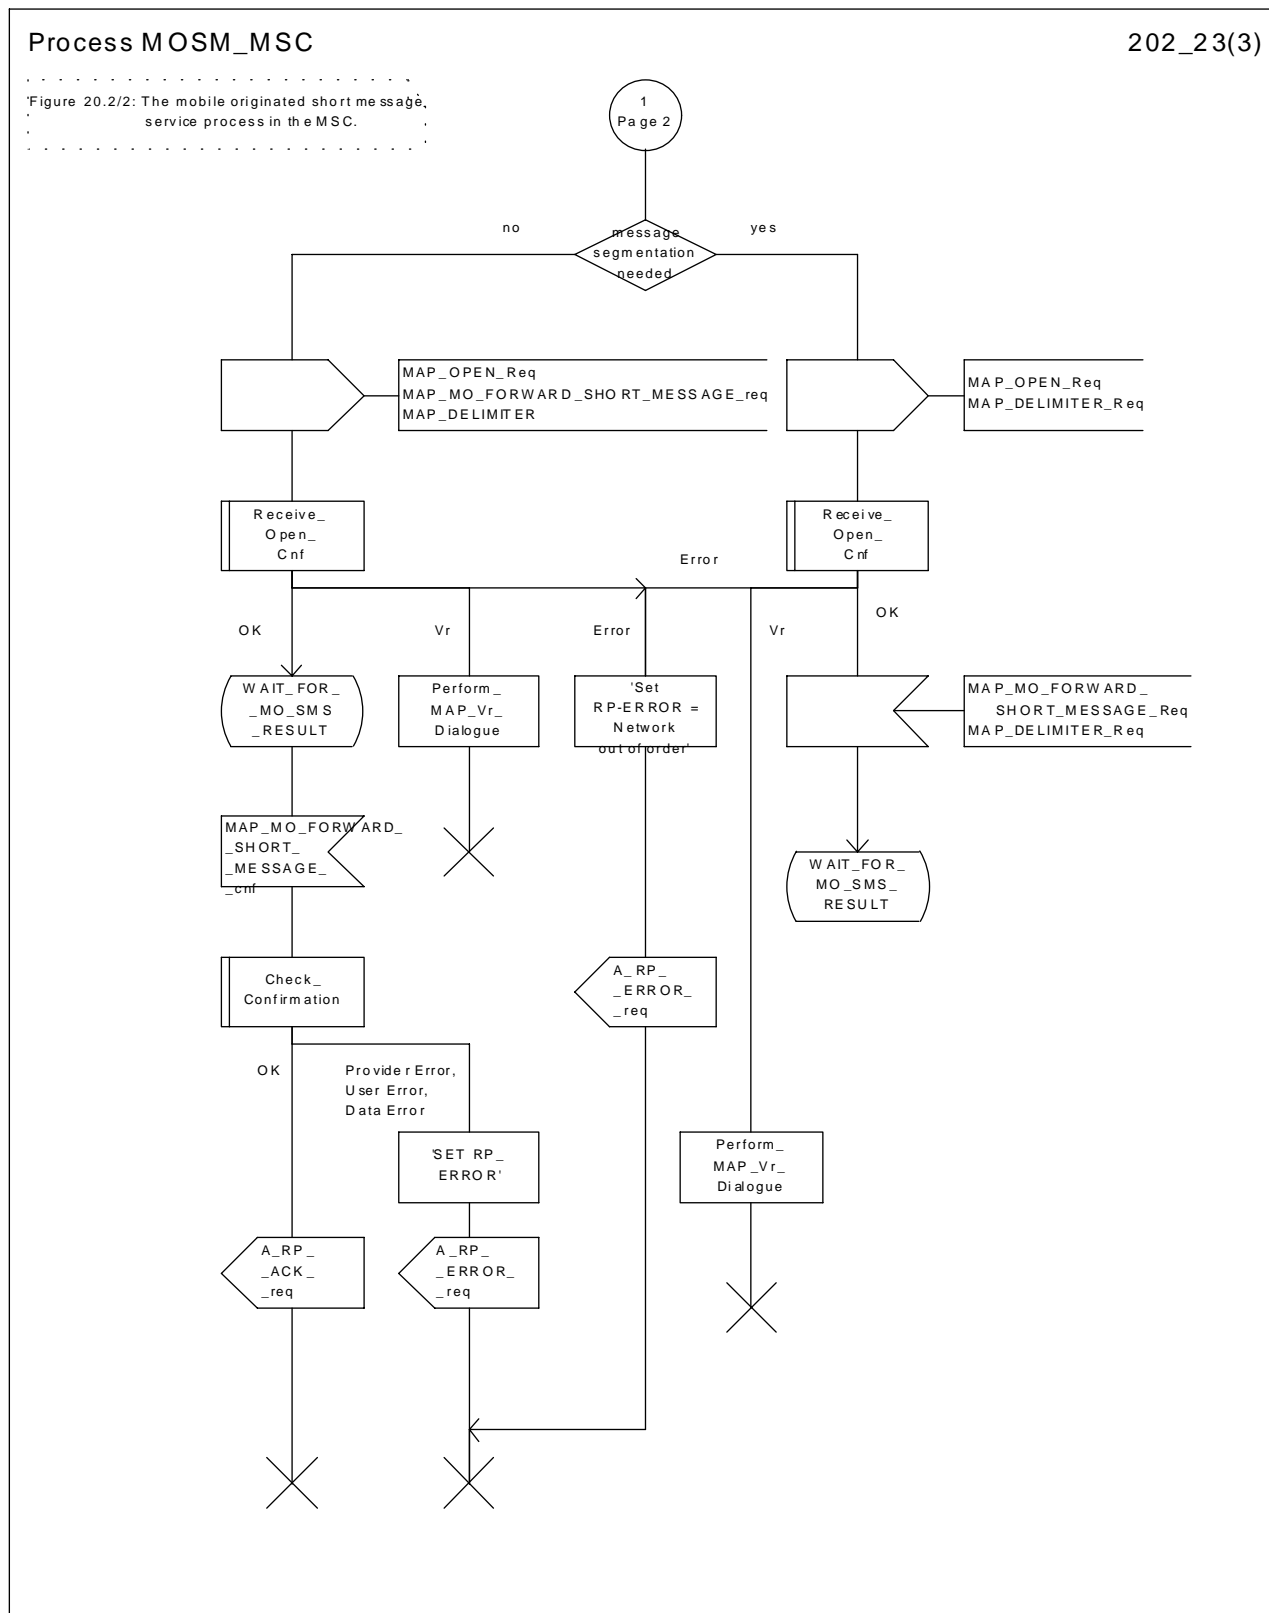 Process MOSM_MSC
202_23(3)
Figure 20.2/2: The mobile originated short message
service process in the MSC.
1
Page 2
no
message
segmentation
needed
yes
MAP_OPEN_Req
MAP_MO_FORWARD_SHORT_MESSAGE_req
MAP_DELIMITER
MAP_OPEN_Req
MAP_DELIMITER_Req
Receive_
Open_
Cnf
Receive_
Open_
Cnf
Error
OK
Vr
Error
Vr
OK
WAIT_FOR_
_MO_SMS
_RESULT
Perform_
MAP_Vr_
Dialogue
'Set
RP-ERROR =
Network
out of order'
MAP_MO_FORWARD_
SHORT_MESSAGE_Req
MAP_DELIMITER_Req
MAP_MO_FORWARD_
_SHORT_
_MESSAGE_
_cnf
WAIT_FOR_
MO_SMS_
RESULT
Check_
Confirmation
A_RP_
_ERROR_
_req
OK
Provider Error,
User Error,
Data Error
'SET RP_
ERROR'
Perform_
MAP_Vr_
Dialogue
A_RP_
_ACK_
_req
A_RP_
_ERROR_
_req